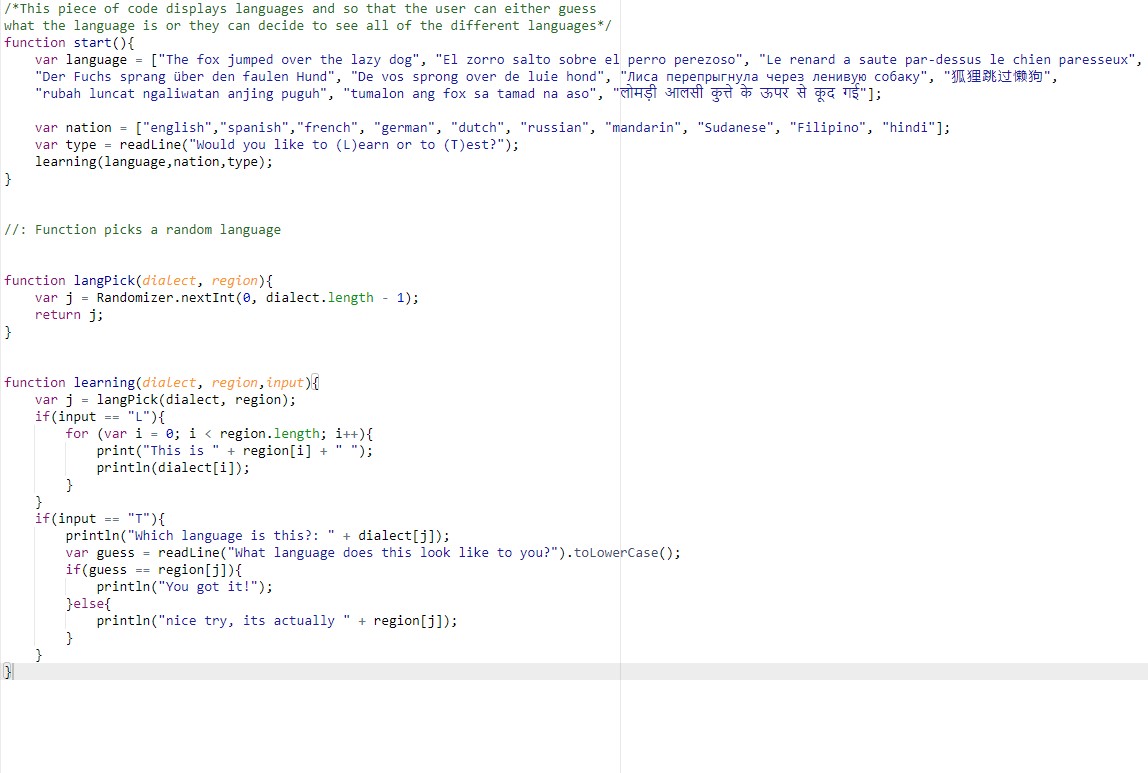 /*This piece of code displays languages and so that the user can either guess
what the language is or they can decide to see all of the different languages*/
function start(){
    var language = ["The fox jumped over the lazy dog", "El zorro salto sobre el perro perezoso", "Le renard a saute par-dessus le chien paresseux",
    "Der Fuchs sprang über den faulen Hund", "De vos sprong over de luie hond", "Лиса перепрыгнула через ленивую собаку", "狐狸跳过懒狗",
    "rubah luncat ngaliwatan anjing puguh", "tumalon ang fox sa tamad na aso", "लोमड़ी आलसी कुत्ते के ऊपर से कूद गई"];
    var nation = ["english","spanish","french", "german", "dutch", "russian", "mandarin", "Sudanese", "Filipino", "hindi"];
    var type = readLine("Would you like to (L)earn or to (T)est?");
    learning(language,nation,type);
}
//: Function picks a random language
function langPick(dialect, region){
    var j = Randomizer.nextInt(0, dialect.length - 1);
    return j;
}
function learning(dialect, region,input){
    var j = langPick(dialect, region);
    if(input == "L"){
        for (var i = 0; i < region.length; i++){
            print("This is " + region[i] + " ");
            println(dialect[i]);
        }
    }
    if(input == "T"){
        println("Which language is this?: " + dialect[j]);
        var guess = readLine("What language does this look like to you?").toLowerCase();
        if(guess == region[j]){
            println("You got it!");
        }else{
            println("nice try, its actually " + region[j]);
        }
    }
}